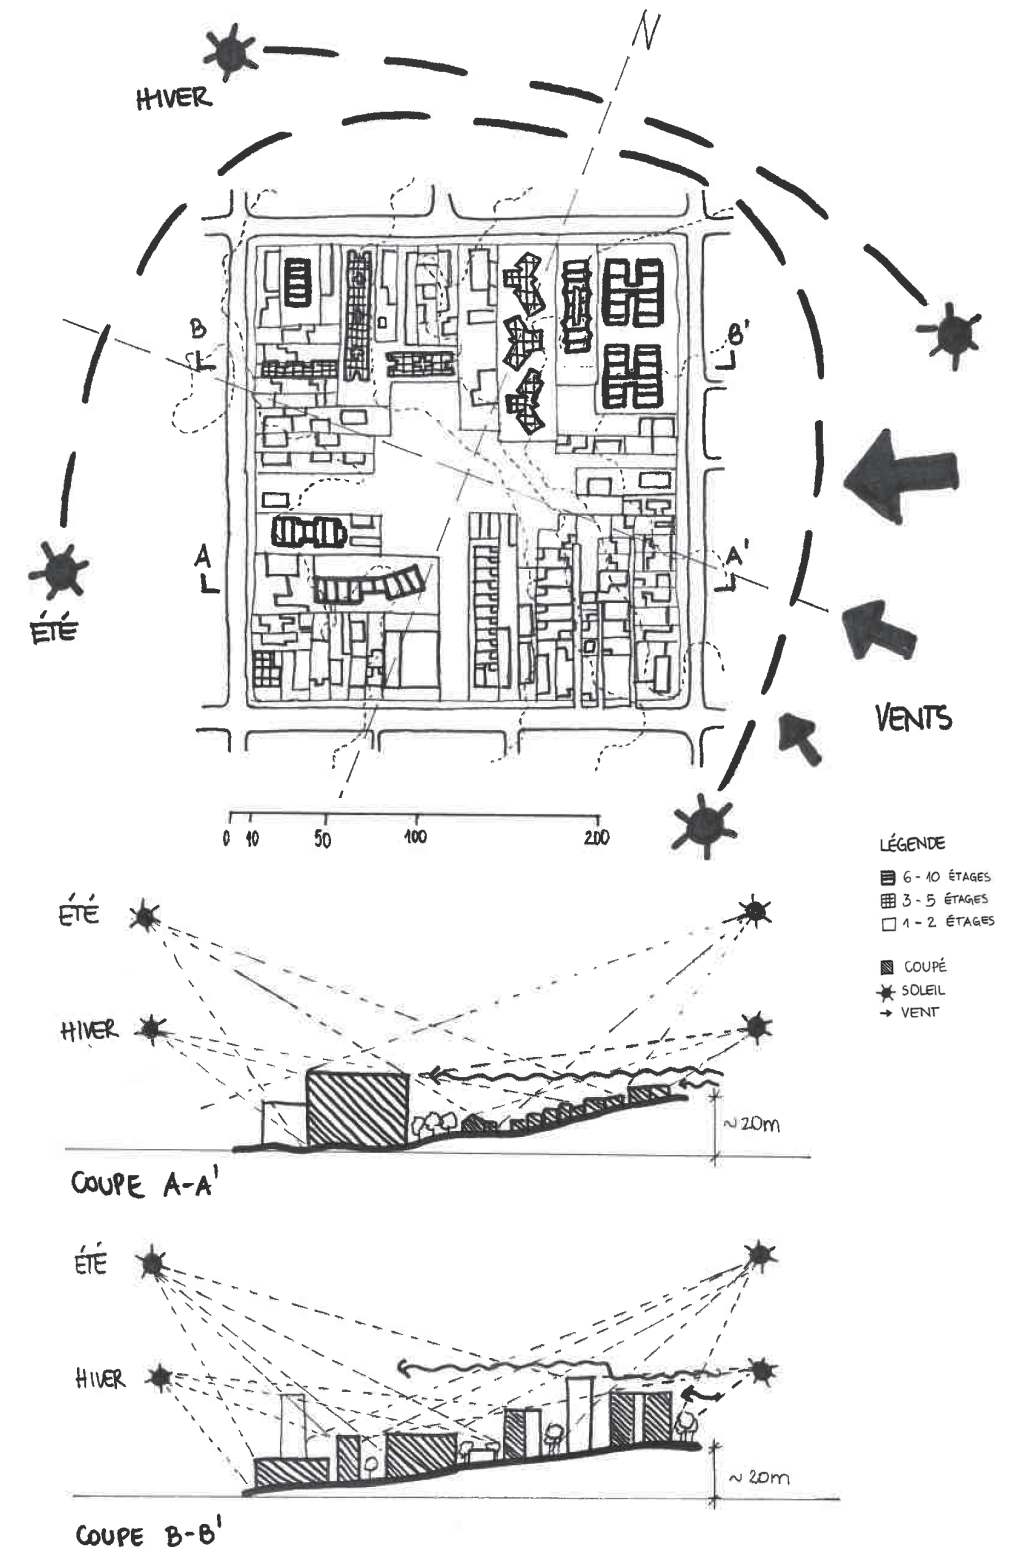 N
HIVER
B
B'
A
A'
ÉTÉ
VENTS
0 10 50 100 200
LÉGENDE
6 - 10 ÉTAGES
3 - 5 ÉTAGES
1 - 2 ÉTAGES
COUPÉ
SOLEIL
VENT
ÉTÉ
HIVER
~20m
COUPE A-A'
ÉTÉ
HIVER
~20m
COUPE B-B'